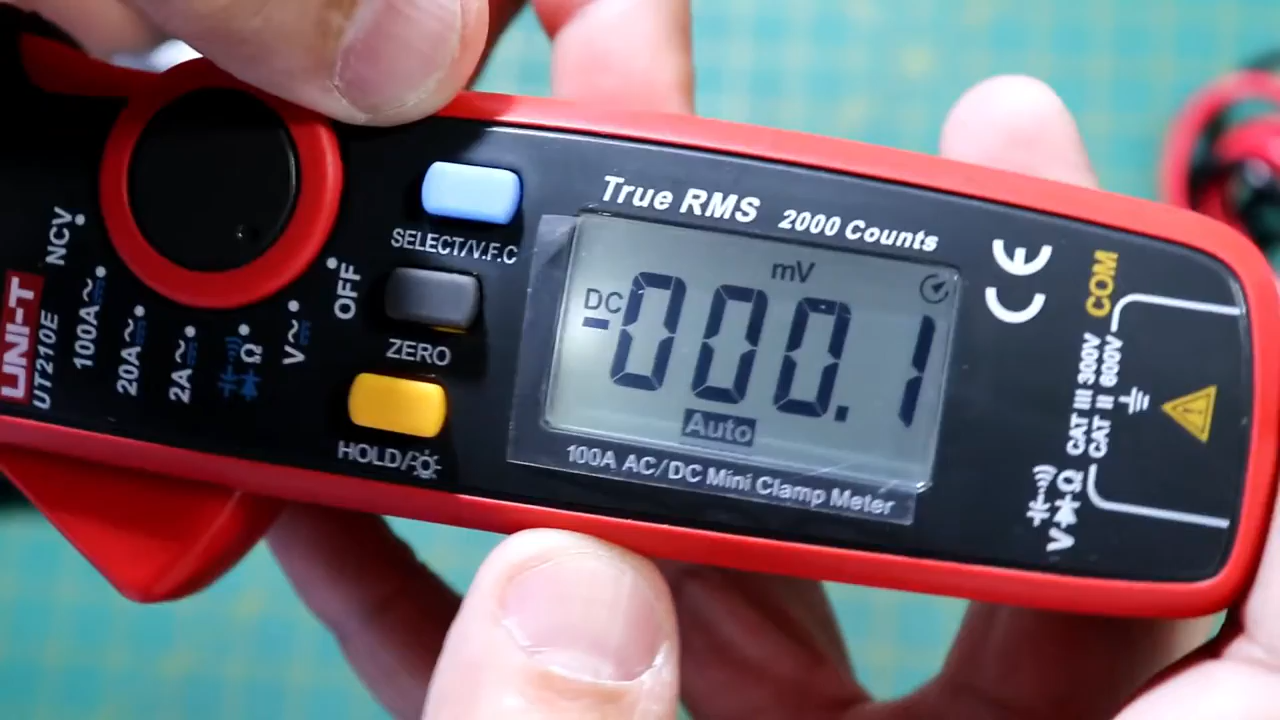 UNI-T
UT210E
NCV
100A
20A
2A
Ω
V
OFF
SELECT/V.F.C
ZERO
HOLD/
True RMS 2000 Counts
mV
DC
-000.1
Auto
100A AC/DC Mini Clamp Meter
CE
COM
CAT III 300V
CAT II 600V
VΩ